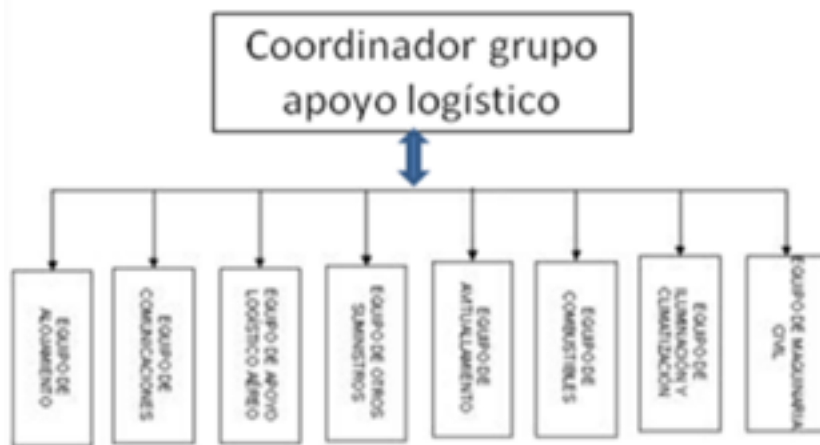 Coordinador grupo
apoyo logístico
EQUIPO DE
ALOJAMIENTO
EQUIPO DE
COMUNICACIONES
EQUIPO DE APOYO
LOGÍSTICO AÉREO
EQUIPO DE OTROS
SUMINISTROS
EQUIPO DE
AVITUALLAMIENTO
EQUIPO DE
COMBUSTIBLES
EQUIPO DE
ILUMINACIÓN Y
CLIMATIZACIÓN
EQUIPO DE MAQUINARIA
CIVIL